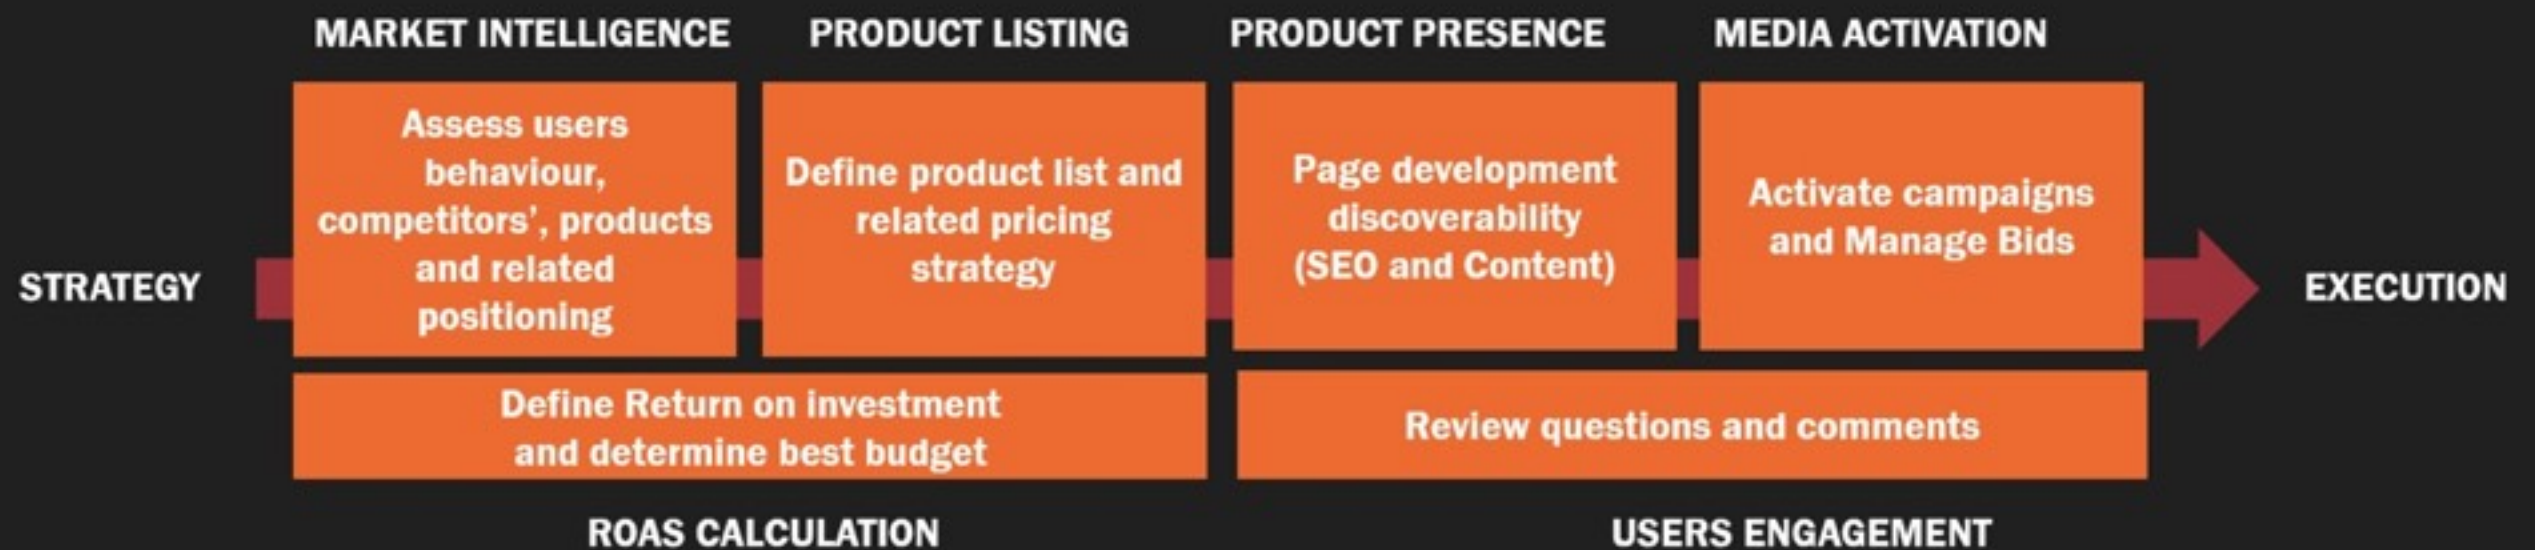 MARKET INTELLIGENCE
PRODUCT LISTING
PRODUCT PRESENCE
MEDIA ACTIVATION
STRATEGY
Assess users
behaviour,
competitors’, products
and related
positioning
Define product list and
related pricing
strategy
Page development
discoverability
(SEO and Content)
Activate campaigns
and Manage Bids
EXECUTION
Define Return on investment
and determine best budget
Review questions and comments
ROAS CALCULATION
USERS ENGAGEMENT